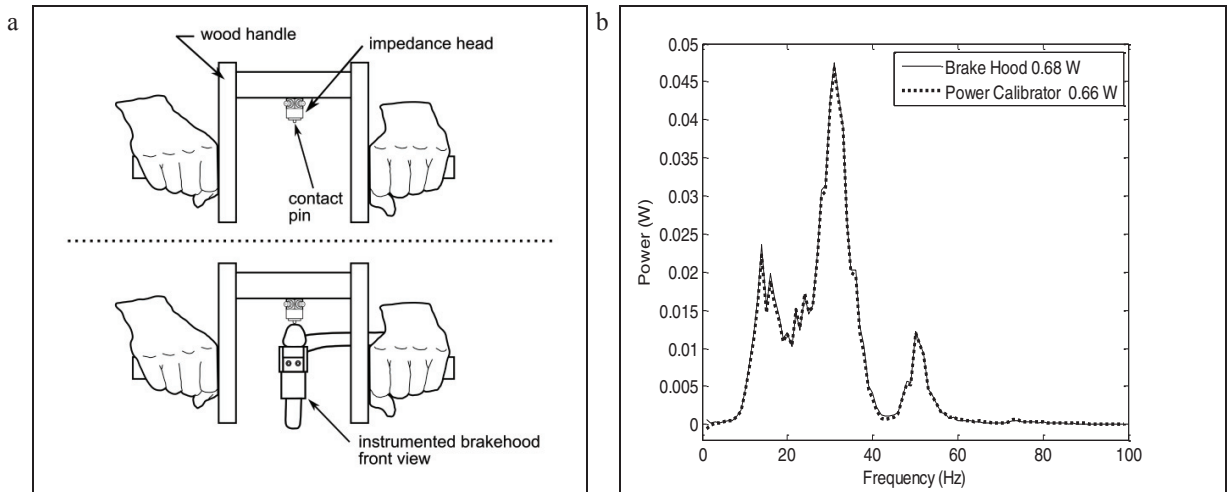 a
wood handle
impedance head
contact
pin
instrumented brakehood
front view
b
0.05
0.045
0.04
0.035
0.03
0.025
0.02
0.015
0.01
0.005
0
Power (W)
Brake Hood 0.68 W
Power Calibrator 0.66 W
0 20 40 60 80 100
Frequency (Hz)